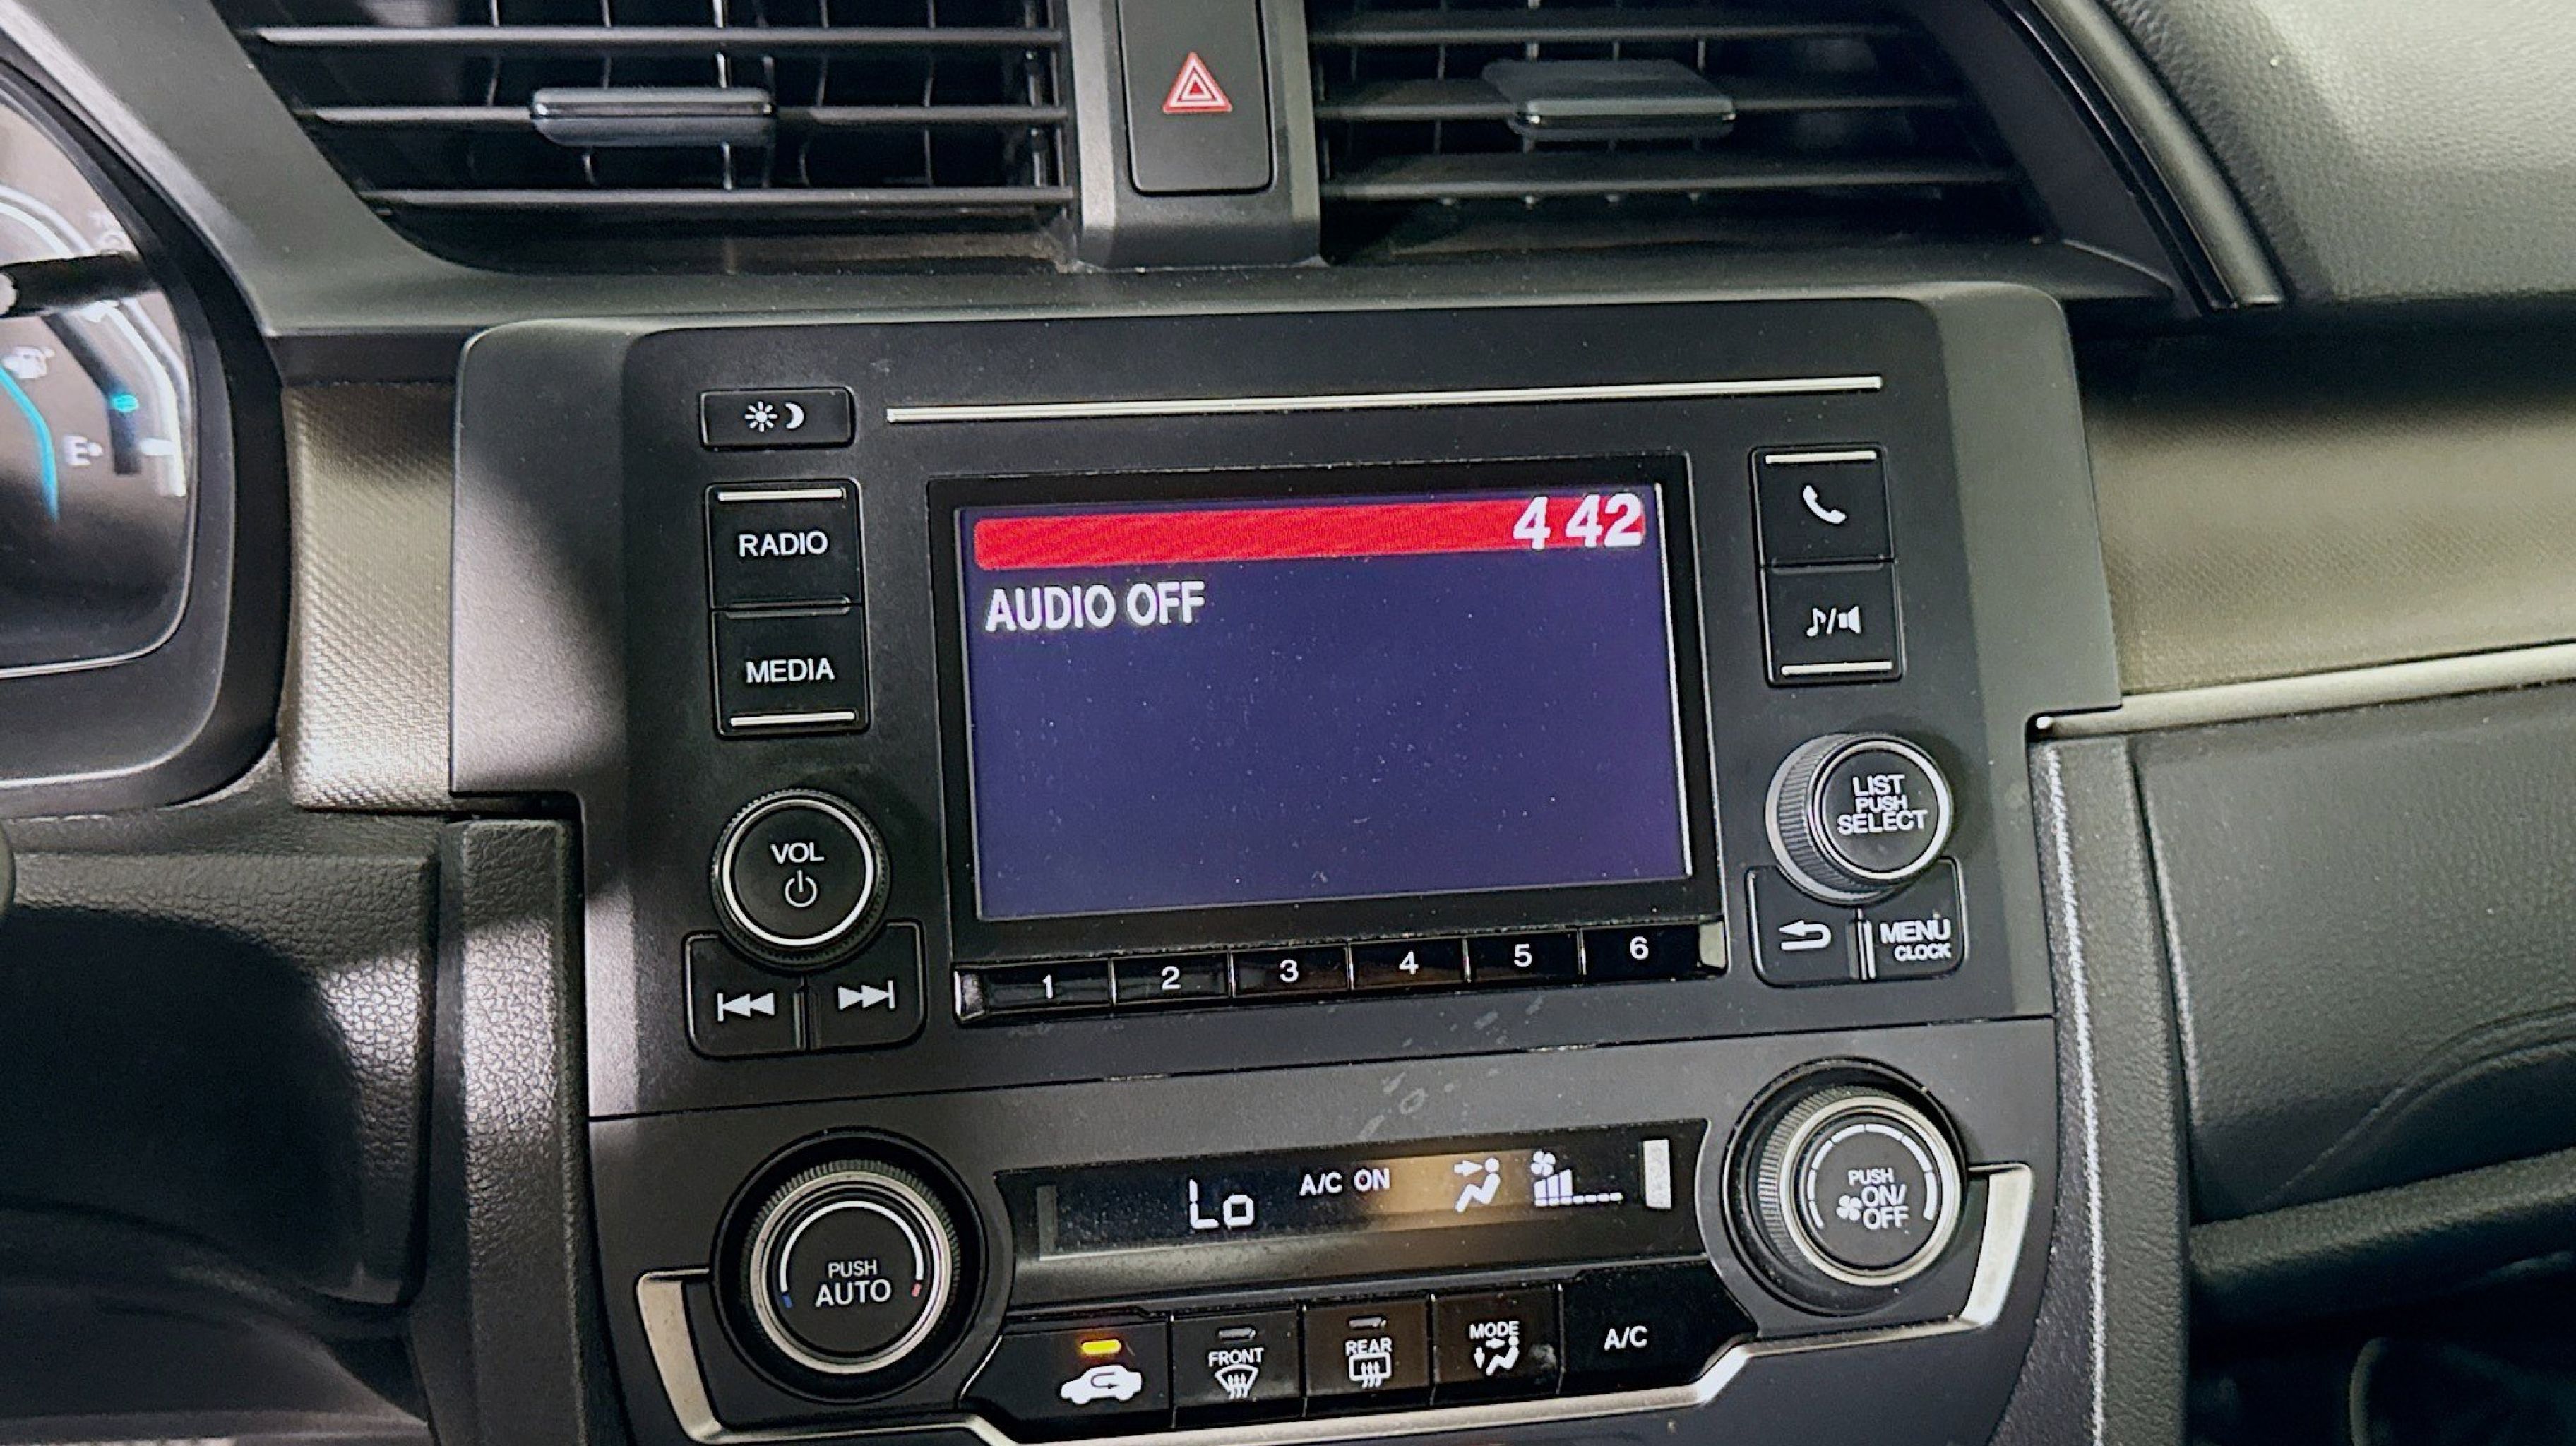 4 42
AUDIO OFF
RADIO
MEDIA
VOL
LIST
PUSH
SELECT
MENU
CLOCK
1 2 3 4 5 6
E
Lo A/C ON
PUSH
AUTO
PUSH
ON/
OFF
FRONT
REAR
MODE
A/C